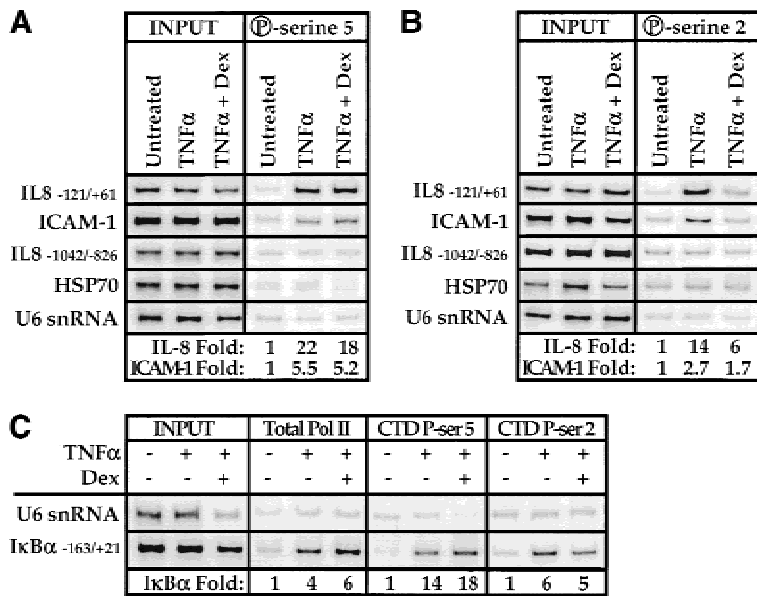 A
INPUT Ⓟ-serine 5
Untreated TNFα TNFα + Dex Untreated TNFα TNFα + Dex
IL8 -121/+61
ICAM-1
IL8 -1042/-826
HSP70
U6 snRNA
IL-8 Fold: 1 22 18
ICAM-1 Fold: 1 5.5 5.2
B
INPUT Ⓟ-serine 2
Untreated TNFα TNFα + Dex Untreated TNFα TNFα + Dex
IL8 -121/+61
ICAM-1
IL8 -1042/-826
HSP70
U6 snRNA
IL-8 Fold: 1 14 6
ICAM-1 Fold: 1 2.7 1.7
C
INPUT Total Pol II CTD P-ser 5 CTD P-ser 2
TNFα - + + - + + - + + - + +
Dex - - + - - + - - + - - +
U6 snRNA
IκBα -163/+21
IκBα Fold: 1 4 6 1 14 18 1 6 5